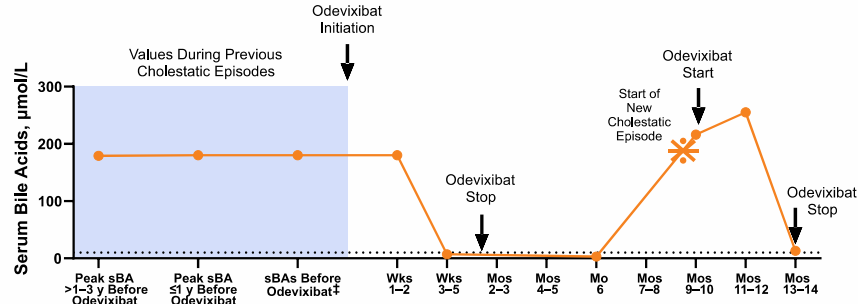 Odevixibat
Initiation
Values During Previous
Cholestatic Episodes
Odevixibat
Start
Start of
New
Cholestatic
Episode
Odevixibat
Stop
Odevixibat
Stop
Serum Bile Acids, μmol/L
300
200
100
0
Peak sBA
>1–3 y Before
Odevixibat
Peak sBA
≤1 y Before
Odevixibat
sBAs Before
Odevixibat‡
Wks
1–2
Wks
3–5
Mos
2–3
Mos
4–5
Mo
6
Mos
7–8
Mos
9–10
Mos
11–12
Mos
13–14